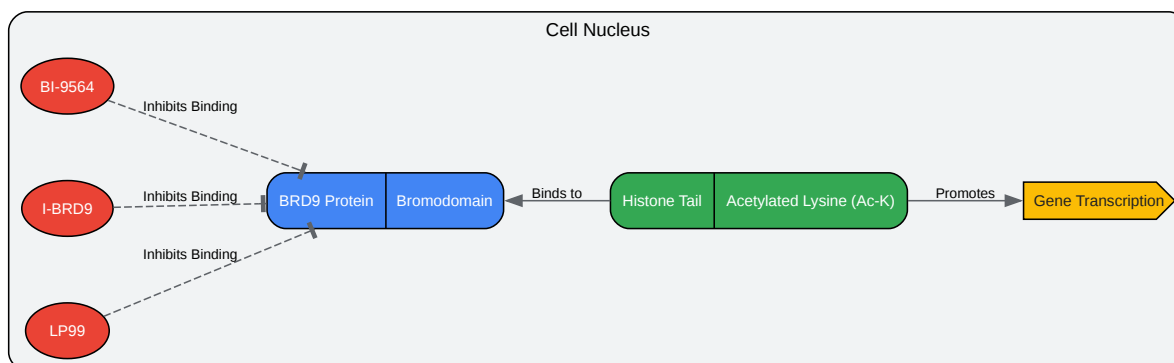 Cell Nucleus
BI-9564
Inhibits Binding
I-BRD9
Inhibits Binding
BRD9 Protein
Bromodomain
Binds to
Histone Tail
Acetylated Lysine (Ac-K)
Promotes
Gene Transcription
Inhibits Binding
LP99